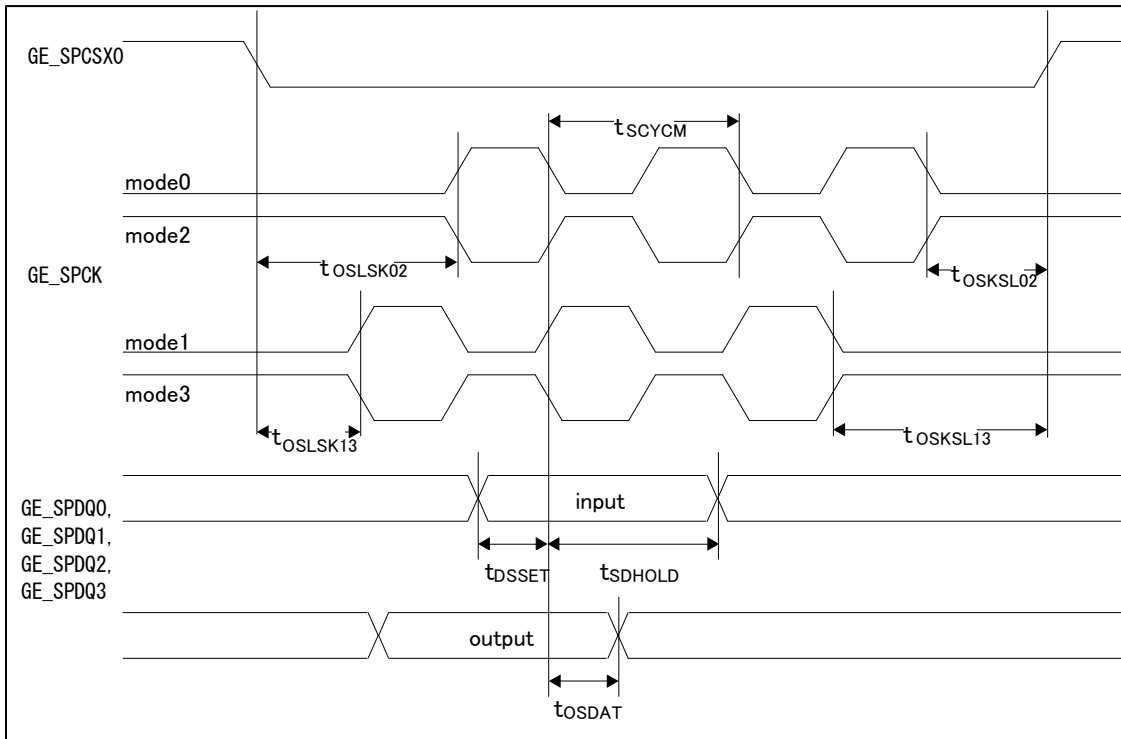 GE_SPCSX0
tSCYCM
mode0
mode2
tOSLSK02
GE_SPCK
tOSKSL02
mode1
mode3
tOSLSK13
tOSKSL13
input
GE_SPDQ0,
GE_SPDQ1,
GE_SPDQ2,
GE_SPDQ3
tDSSET
tSDHOLD
output
tOSDAT